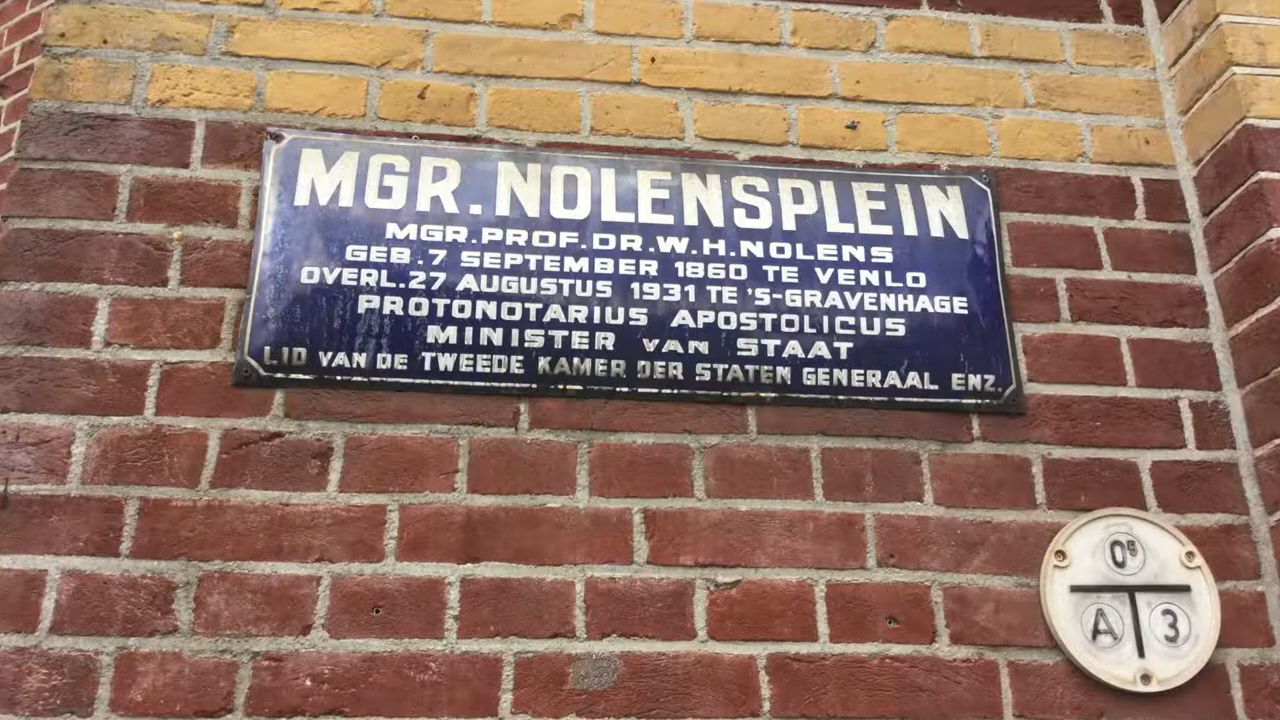 MGR. NOLENSPLEIN
MGR.PROF.DR.W.H.NOLENS
GEB.7 SEPTEMBER 1860 TE VENLO
OVERL.27 AUGUSTUS 1931 TE 'S-GRAVENHAGE
PROTONOTARIUS APOSTOLICUS
MINISTER VAN STAAT
LID VAN DE TWEEDE KAMER DER STATEN GENERAAL ENZ.
0⁵
A 3